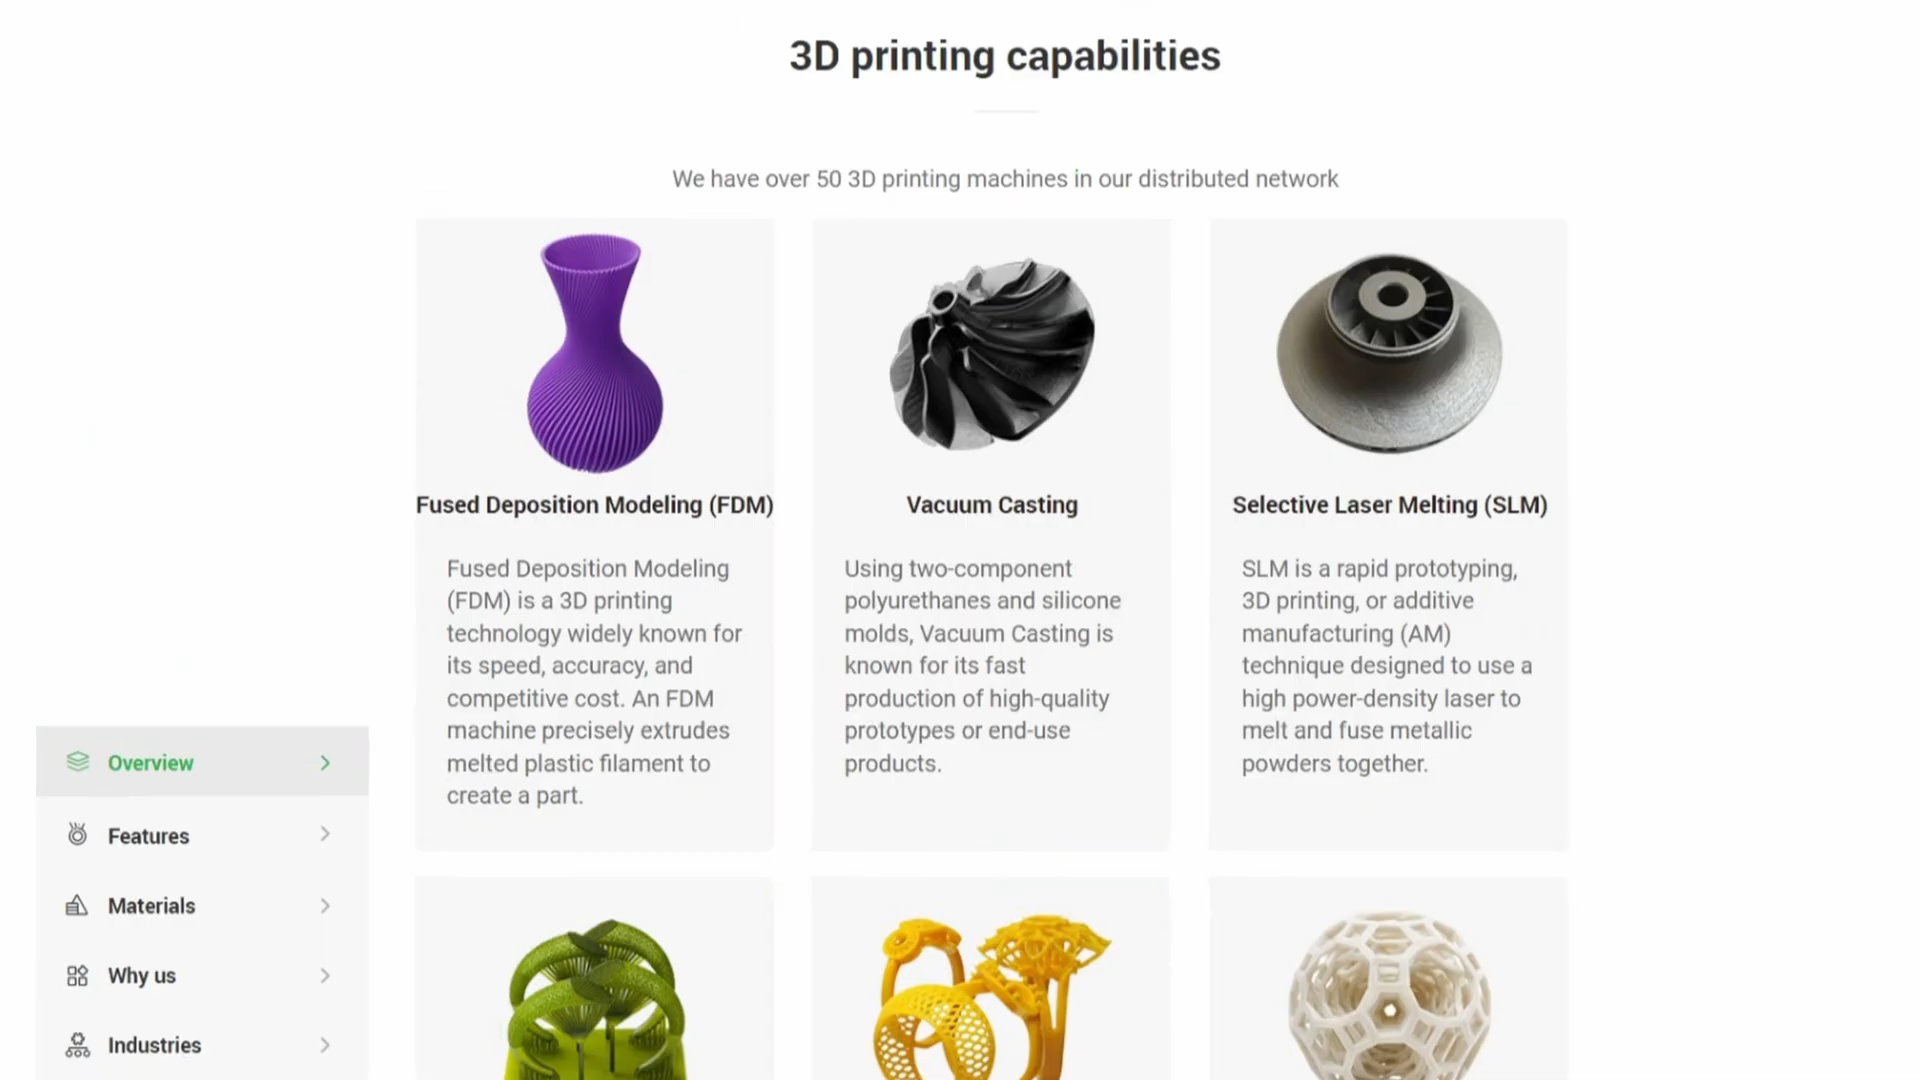 3D printing capabilities
We have over 50 3D printing machines in our distributed network
Fused Deposition Modeling (FDM)
Fused Deposition Modeling
(FDM) is a 3D printing
technology widely known for
its speed, accuracy, and
competitive cost. An FDM
machine precisely extrudes
melted plastic filament to
create a part.
Vacuum Casting
Using two-component
polyurethanes and silicone
molds, Vacuum Casting is
known for its fast
production of high-quality
prototypes or end-use
products.
Selective Laser Melting (SLM)
SLM is a rapid prototyping,
3D printing, or additive
manufacturing (AM)
technique designed to use a
high power-density laser to
melt and fuse metallic
powders together.
Overview
Features
Materials
Why us
Industries